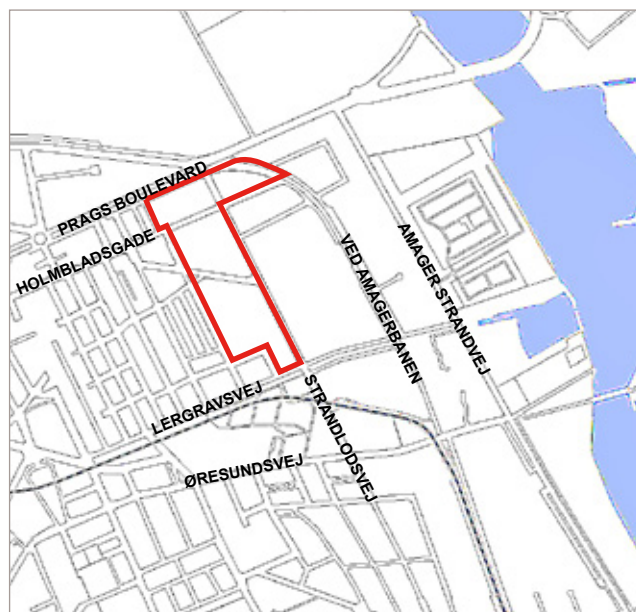 PRAGS BOULEVARD
HOLMBLADSGADE
VED AMAGERBANEN
AMAGER STRANDVEJ
LERGRAVSVEJ
STRANDLODSVEJ
ØRESUNDSVEJ